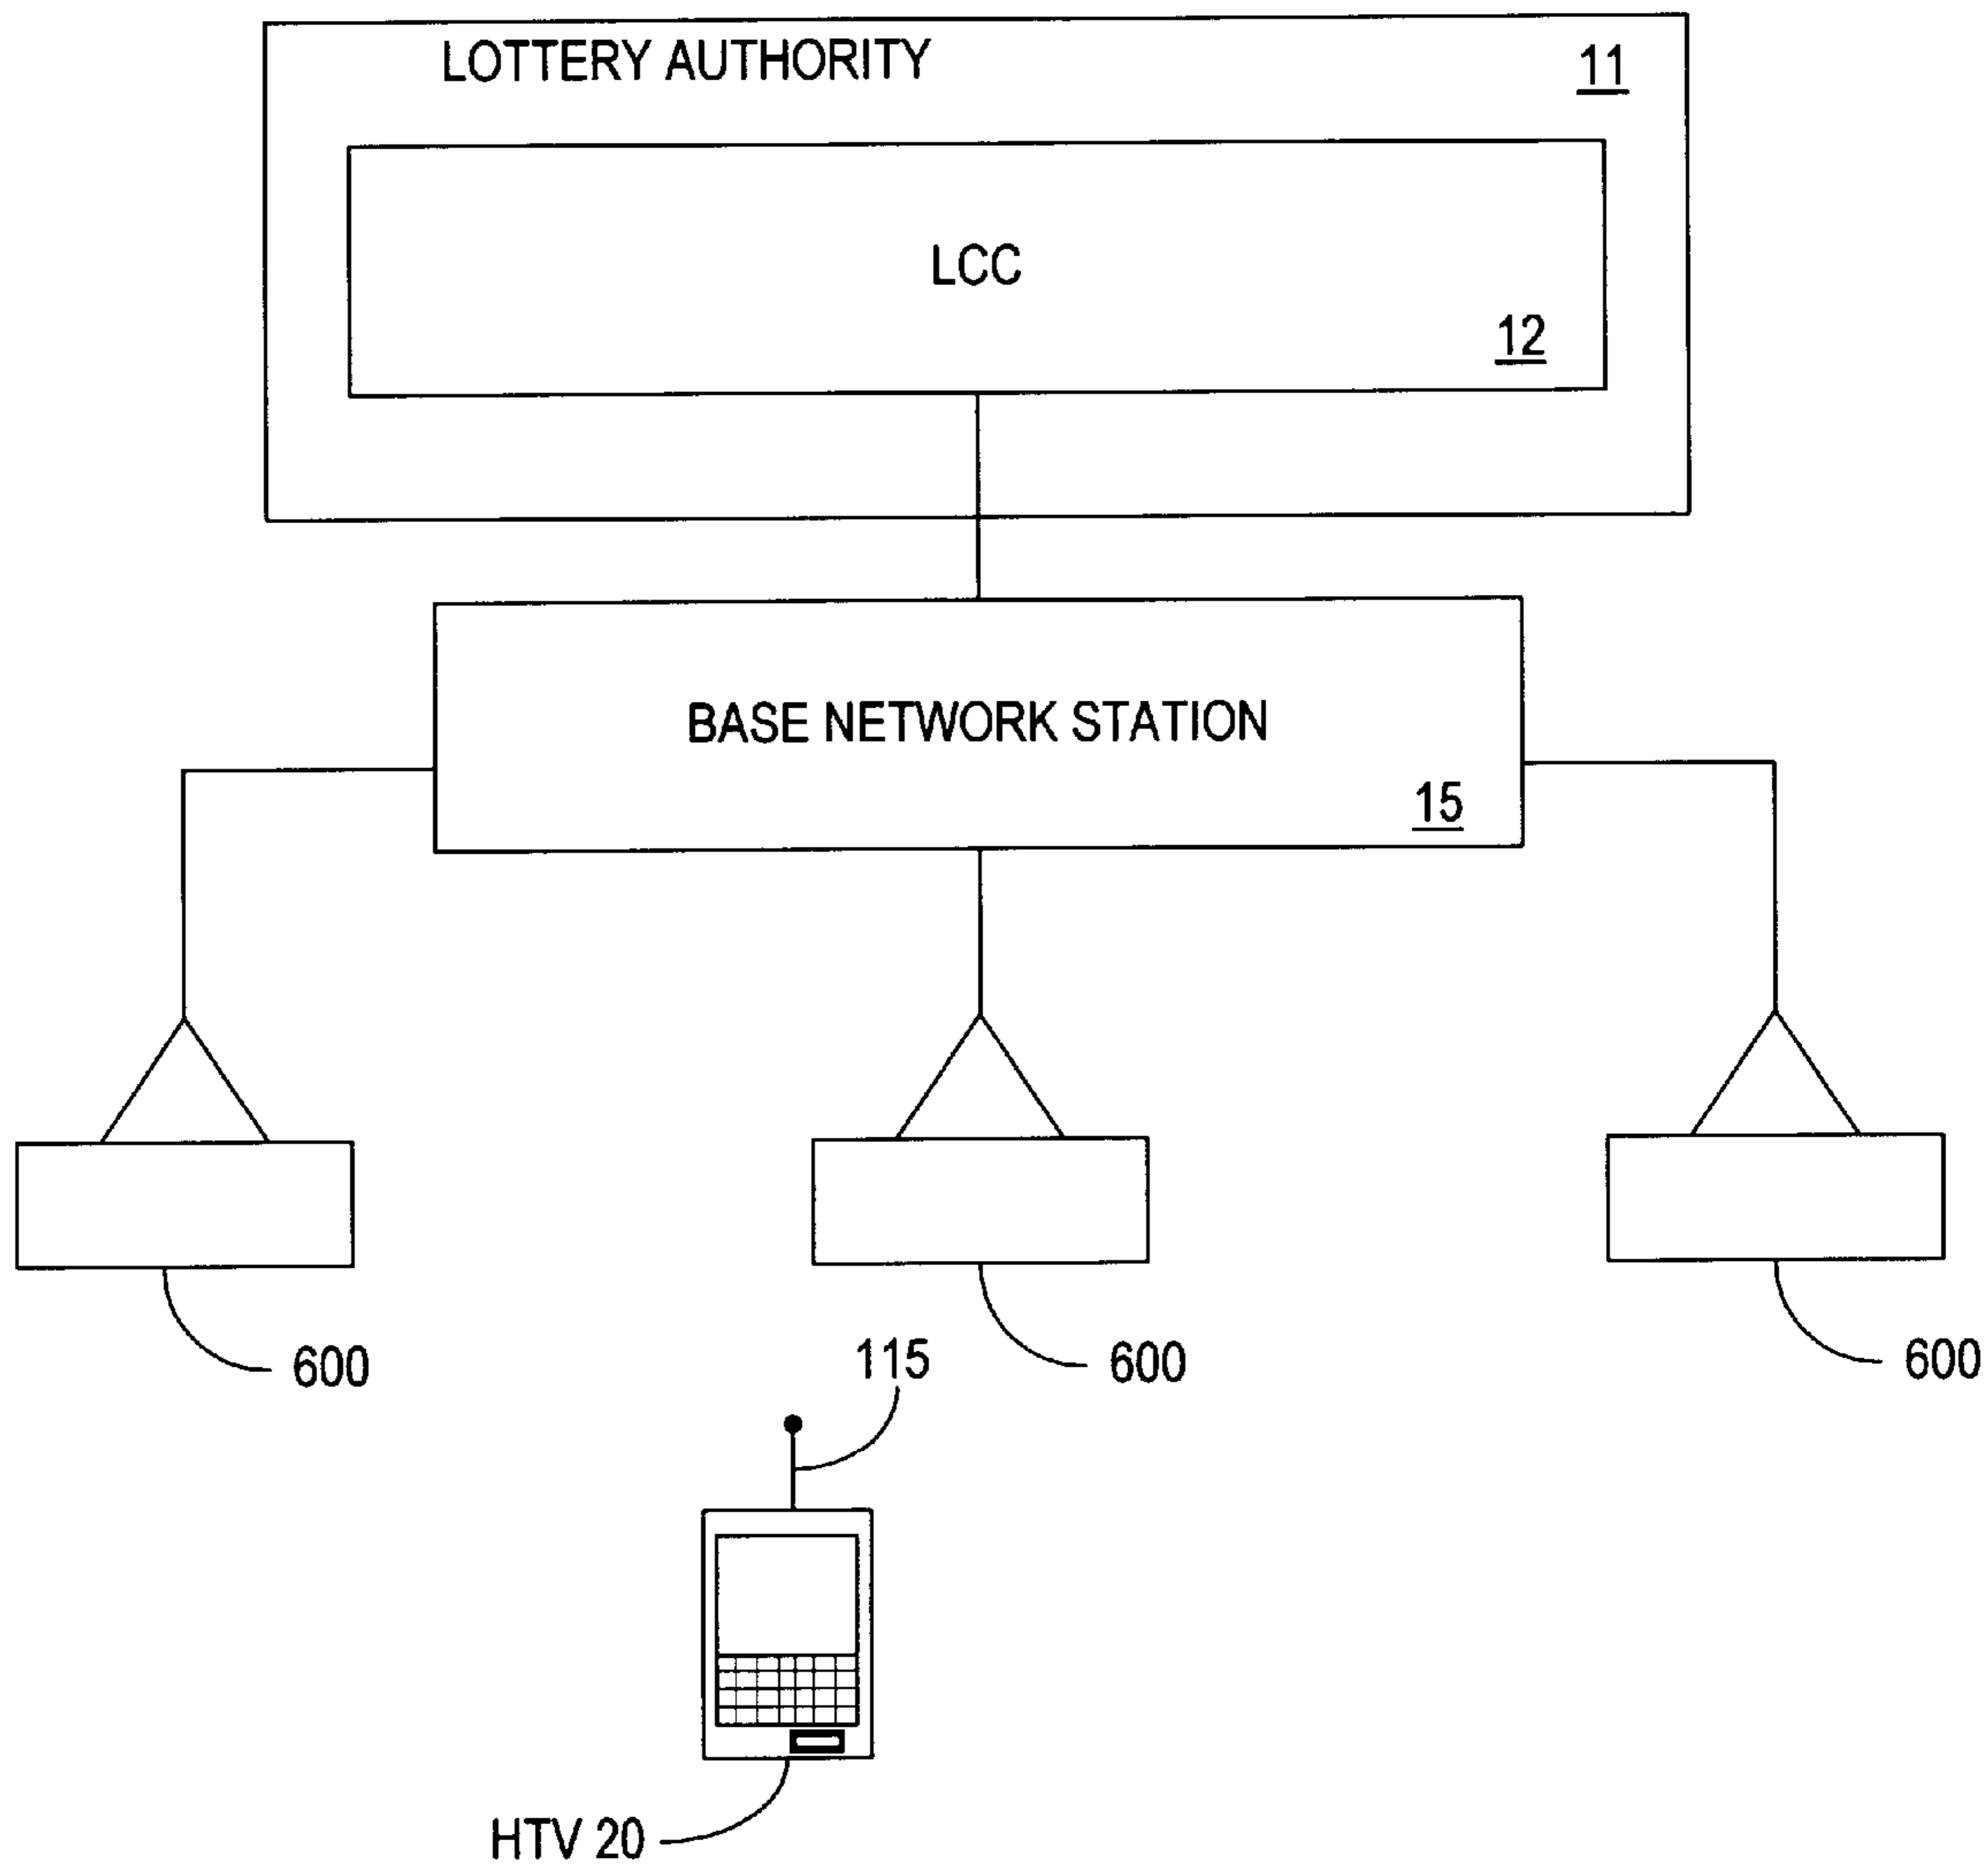 LOTTERY AUTHORITY
11
LCC
12
BASE NETWORK STATION
15
600
115
600
600
HTV 20